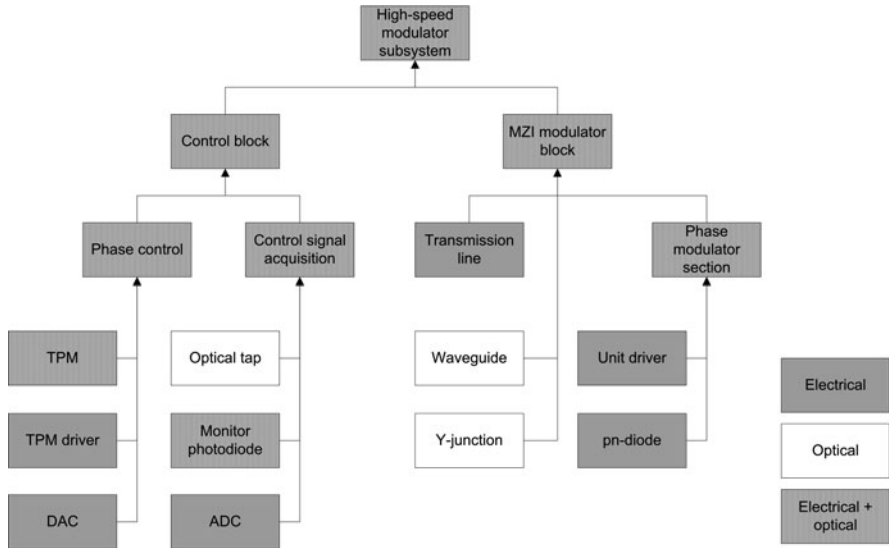 High-speed
modulator
subsystem
Control block
MZI modulator
block
Phase control
Control signal
acquisition
Transmission
line
Phase
modulator
section
TPM
Optical tap
Waveguide
Unit driver
Electrical
TPM driver
Monitor
photodiode
Y-junction
pn-diode
Optical
DAC
ADC
Electrical +
optical